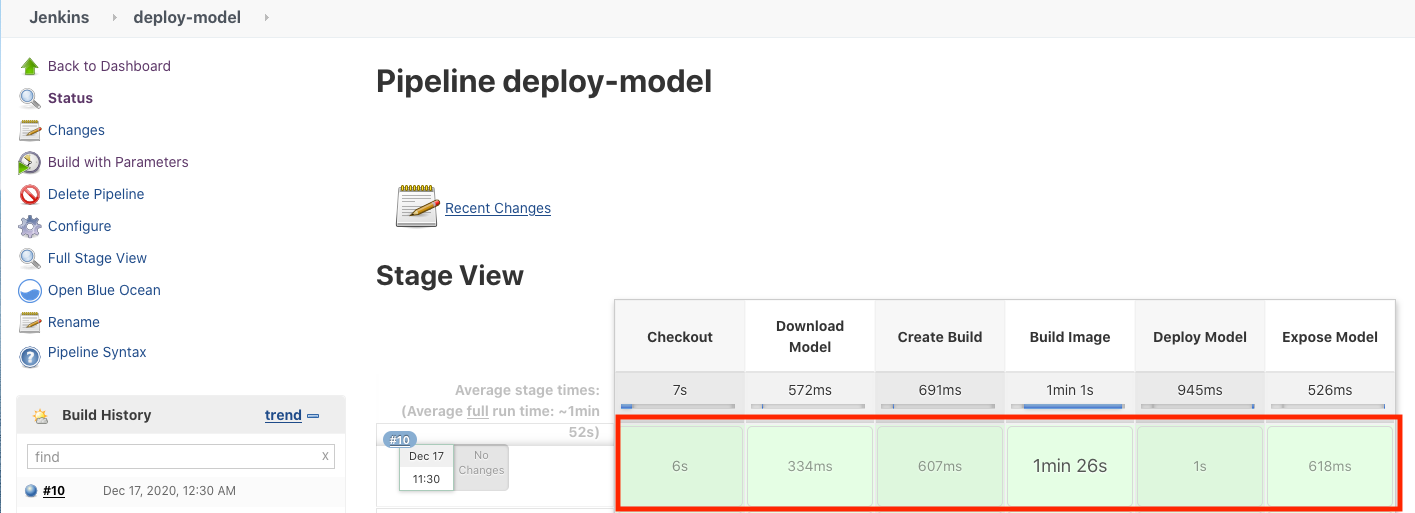 Jenkins deploy-model
Back to Dashboard
Status
Changes
Build with Parameters
Delete Pipeline
Configure
Full Stage View
Open Blue Ocean
Rename
Pipeline Syntax
Build History trend
find x
#10 Dec 17, 2020, 12:30 AM
Pipeline deploy-model
Recent Changes
Stage View
Checkout Download Model Create Build Build Image Deploy Model Expose Model
Average stage times: 7s 572ms 691ms 1min 1s 945ms 526ms
(Average full run time: ~1min
52s)
#10
Dec 17
11:30
No
Changes
6s 334ms 607ms 1min 26s 1s 618ms